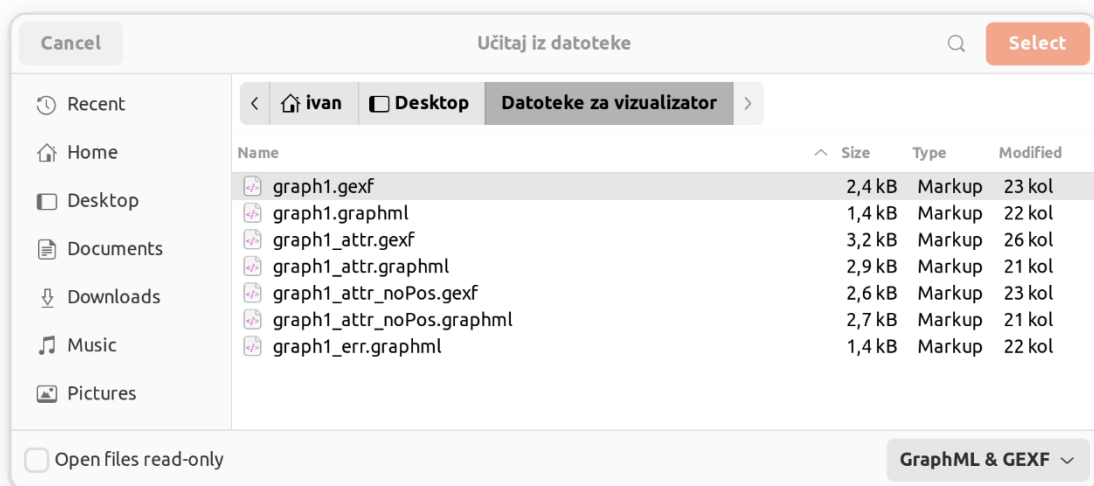 Cancel Učitaj iz datoteke Select
Recent
Home
Desktop
Documents
Downloads
Music
Pictures
ivan Desktop Datoteke za vizualizator
Name Size Type Modified
graph1.gexf 2,4 kB Markup 23 kol
graph1.graphml 1,4 kB Markup 22 kol
graph1_attr.gexf 3,2 kB Markup 26 kol
graph1_attr.graphml 2,9 kB Markup 21 kol
graph1_attr_noPos.gexf 2,6 kB Markup 23 kol
graph1_attr_noPos.graphml 2,7 kB Markup 21 kol
graph1_err.graphml 1,4 kB Markup 22 kol
Open files read-only GraphML & GEXF